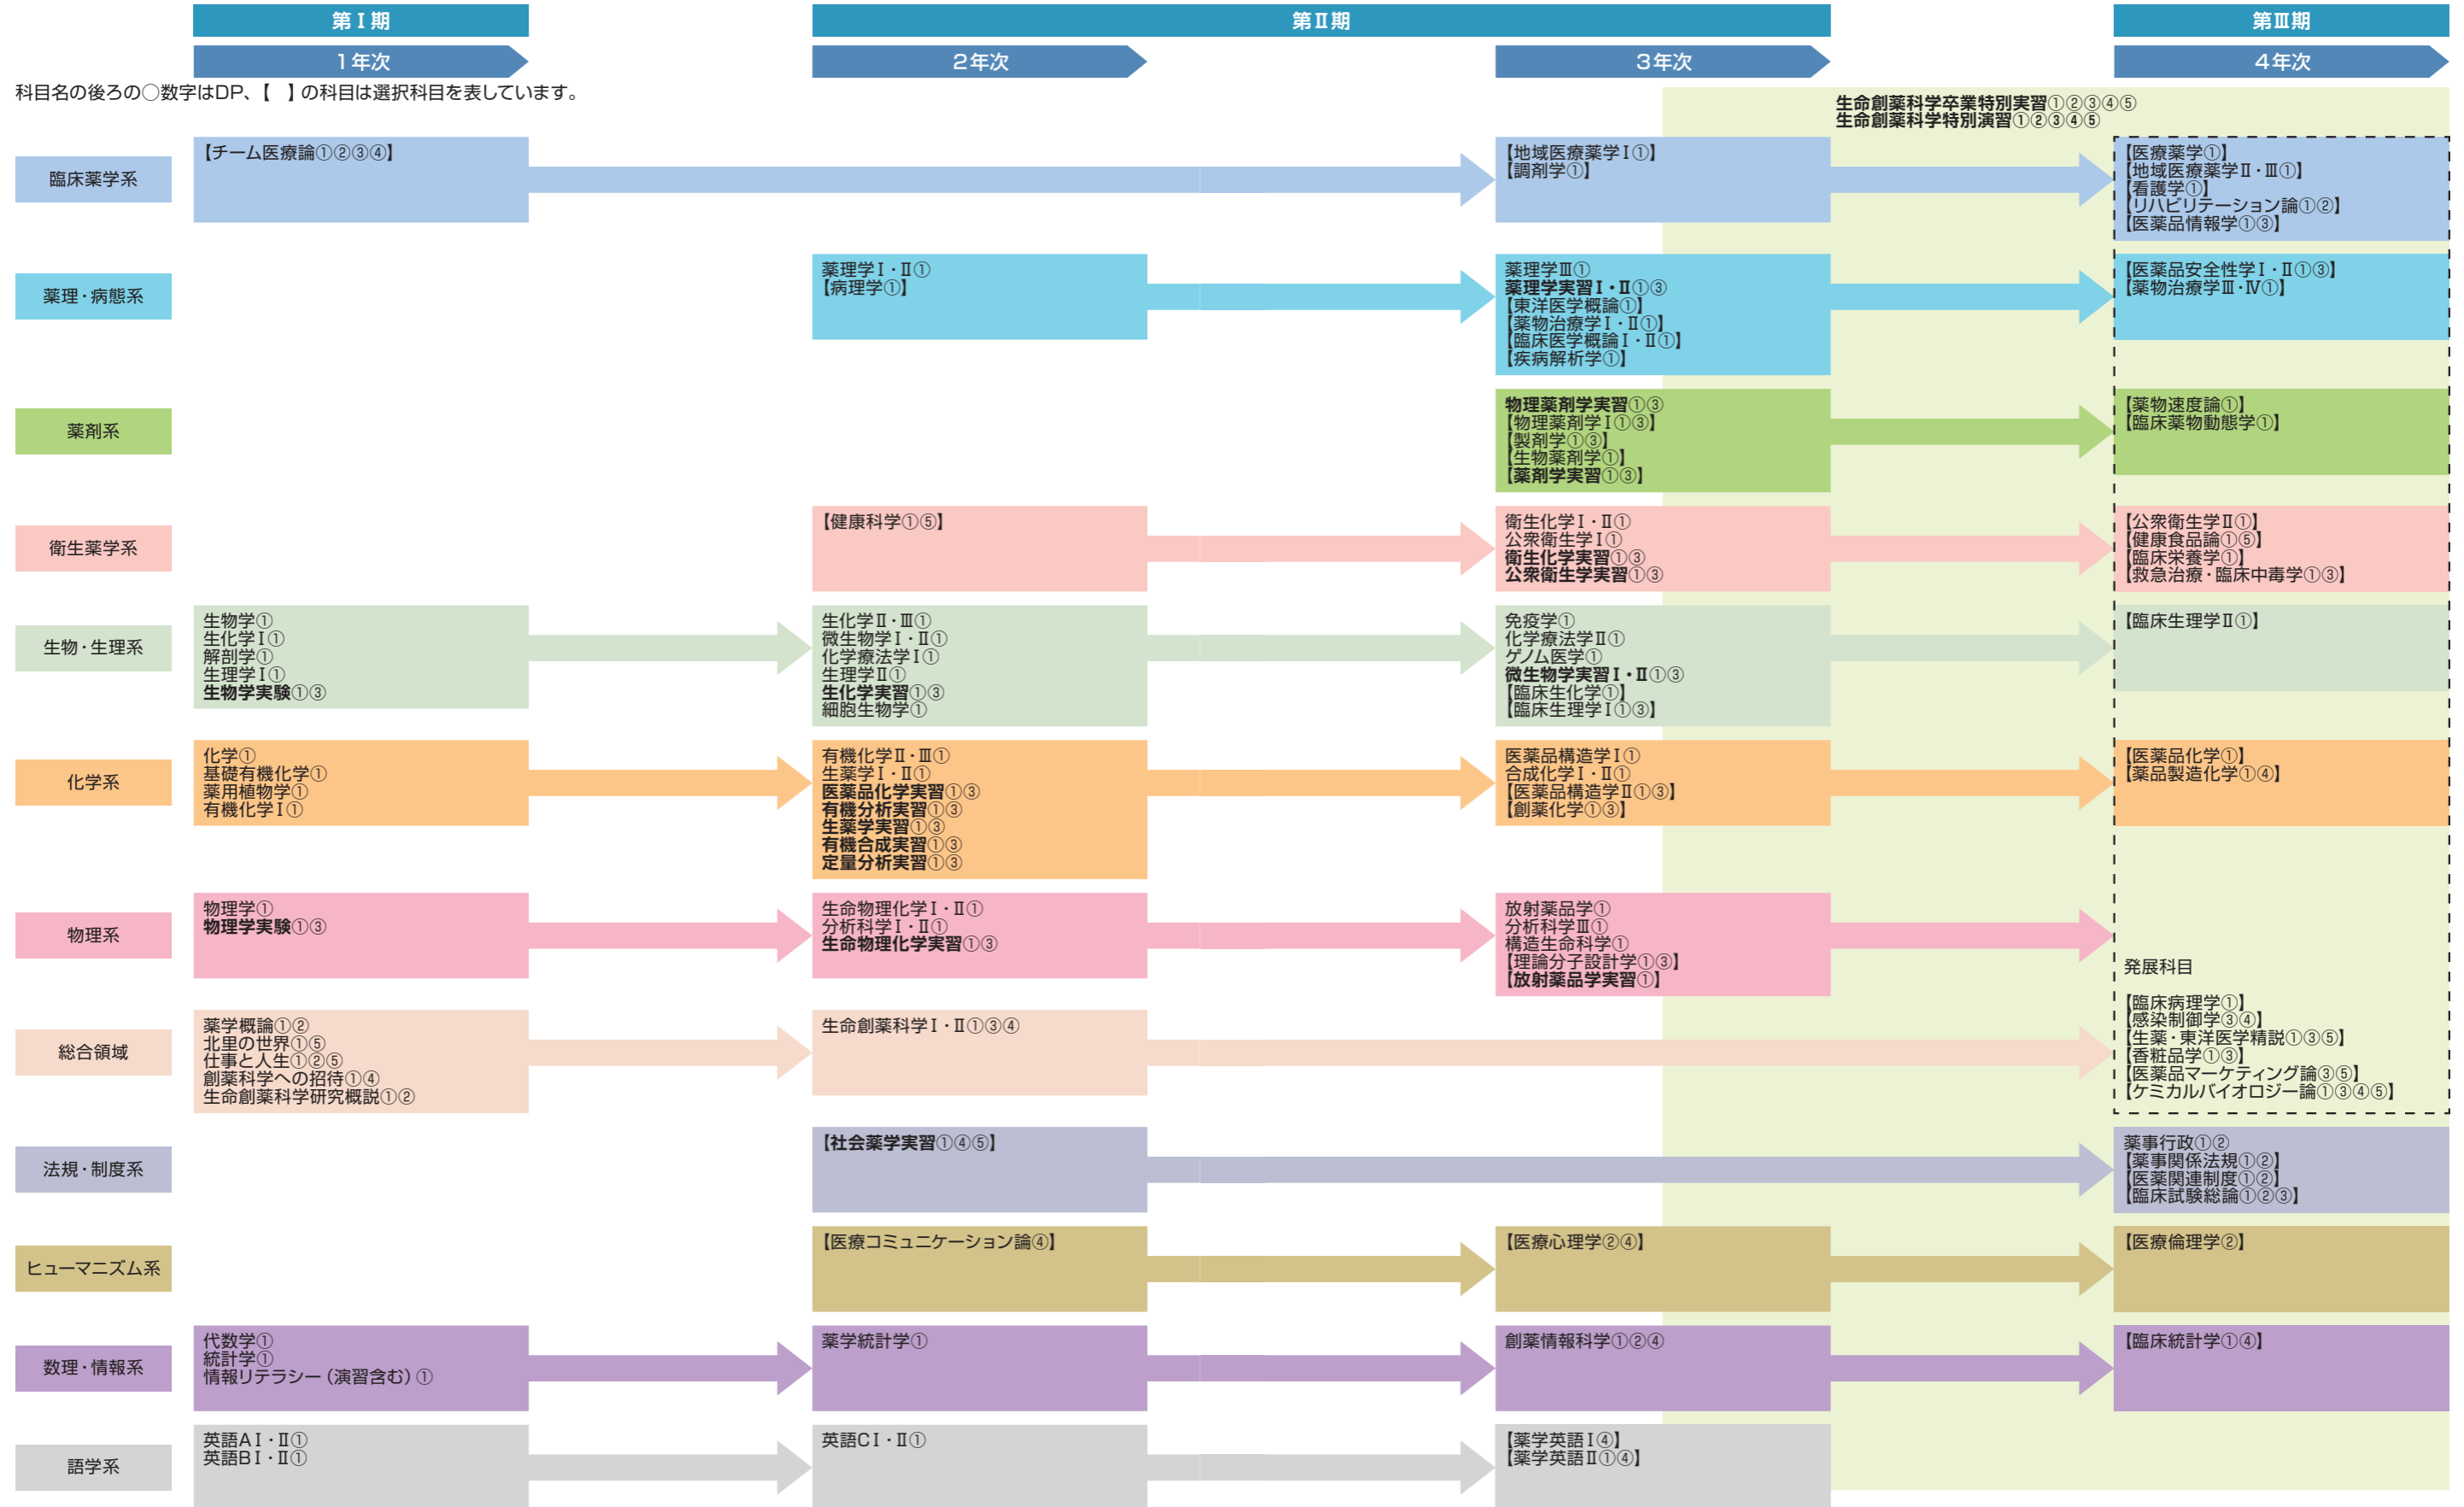 第Ⅰ期
第Ⅱ期
第Ⅲ期
1年次
2年次
3年次
4年次
科目名の後ろの○数字はDP、【　】の科目は選択科目を表しています。
生命創薬科学卒業特別実習①②③④⑤
生命創薬科学特別演習①②③④⑤
臨床薬学系
【チーム医療論①②③④】
【地域医療薬学Ⅰ①】
【調剤学①】
【医療薬学①】
【地域医療薬学Ⅱ・Ⅲ①】
【看護学①】
【リハビリテーション論①②】
【医薬品情報学①③】
薬理・病態系
薬理学Ⅰ・Ⅱ①
【病理学①】
薬理学Ⅲ①
薬理学実習Ⅰ・Ⅱ①③
【東洋医学概論①】
【薬物治療学Ⅰ・Ⅱ①】
【臨床医学概論Ⅰ・Ⅱ①】
【疾病解析学①】
【医薬品安全性学Ⅰ・Ⅱ①③】
【薬物治療学Ⅲ・Ⅳ①】
薬剤系
物理薬剤学実習①③
【物理薬剤学Ⅰ①③】
【製剤学①③】
【生物薬剤学①】
【薬剤学実習①③】
【薬物速度論①】
【臨床薬物動態学①】
衛生薬学系
【健康科学①⑤】
衛生化学Ⅰ・Ⅱ①
公衆衛生学Ⅰ①
衛生化学実習①③
公衆衛生学実習①③
【公衆衛生学Ⅱ①】
【健康食品論①⑤】
【臨床栄養学①】
【救急治療・臨床中毒学①③】
生物・生理系
生物学①
生化学Ⅰ①
解剖学①
生理学Ⅰ①
生物学実験①③
生化学Ⅱ・Ⅲ①
微生物学Ⅰ・Ⅱ①
化学療法学Ⅰ①
生理学Ⅱ①
生化学実習①③
細胞生物学①
免疫学①
化学療法学Ⅱ①
ゲノム医学①
微生物学実習Ⅰ・Ⅱ①③
【臨床生化学①】
【臨床生理学Ⅰ①③】
【臨床生理学Ⅱ①】
化学系
化学①
基礎有機化学①
薬用植物学①
有機化学Ⅰ①
有機化学Ⅱ・Ⅲ①
生薬学Ⅰ・Ⅱ①
医薬品化学実習①③
有機分析実習①③
生薬学実習①③
有機合成実習①③
定量分析実習①③
医薬品構造学Ⅰ①
合成化学Ⅰ・Ⅱ①
【医薬品構造学Ⅱ①③】
【創薬化学①③】
【医薬品化学①】
【薬品製造化学①④】
物理系
物理学①
物理学実験①③
生命物理化学Ⅰ・Ⅱ①
分析科学Ⅰ・Ⅱ①
生命物理化学実習①③
放射薬品学①
分析科学Ⅲ①
構造生命科学①
【理論分子設計学①③】
【放射薬品学実習①】
発展科目
【臨床病理学①】
【感染制御学③④】
【生薬・東洋医学精説①③⑤】
【香粧品学①③】
【医薬品マーケティング論③⑤】
【ケミカルバイオロジー論①③④⑤】
総合領域
薬学概論①②
北里の世界①⑤
仕事と人生①②⑤
創薬科学への招待①④
生命創薬科学研究概説①②
生命創薬科学Ⅰ・Ⅱ①③④
法規・制度系
【社会薬学実習①④⑤】
薬事行政①②
【薬事関係法規①②】
【医薬関連制度①②】
【臨床試験総論①②③】
ヒューマニズム系
【医療コミュニケーション論④】
【医療心理学②④】
【医療倫理学②】
数理・情報系
代数学①
統計学①
情報リテラシー（演習含む）①
薬学統計学①
創薬情報科学①②④
【臨床統計学①④】
語学系
英語AⅠ・Ⅱ①
英語BⅠ・Ⅱ①
英語CⅠ・Ⅱ①
【薬学英語Ⅰ④】
【薬学英語Ⅱ①④】